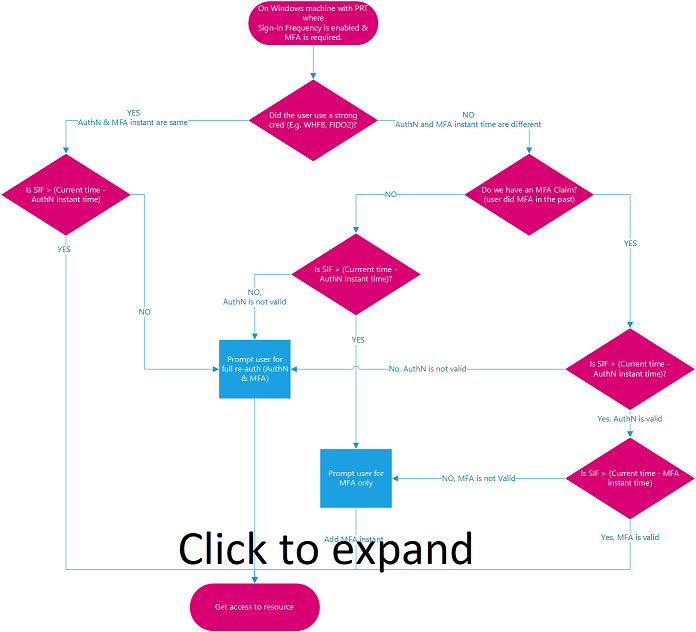 On Windows machine with PRT
where
Sign-in Frequency is enabled &
MFA is required.
Did the user use a strong
cred (E.g. WHFB, FIDO2)?
YES
AuthN & MFA instant are same
NO
AuthN and MFA instant time are different
Is SIF > (Current time -
AuthN instant time)
Do we have an MFA Claim?
(user did MFA in the past)
NO
YES
YES
Is SIF > (Currrent time -
AuthN instant time)?
NO,
AuthN is not valid
NO
YES
Prompt user for
full re-auth (AuthN
& MFA)
No, AuthN is not valid
Is SIF > (Current time -
AuthN instant time)?
Yes, AuthN is valid
Prompt user for
MFA only
NO, MFA is not Valid
Is SIF > (Current time - MFA
instant time)
Add MFA instant
Yes, MFA is valid
Click to expand
Get access to resource